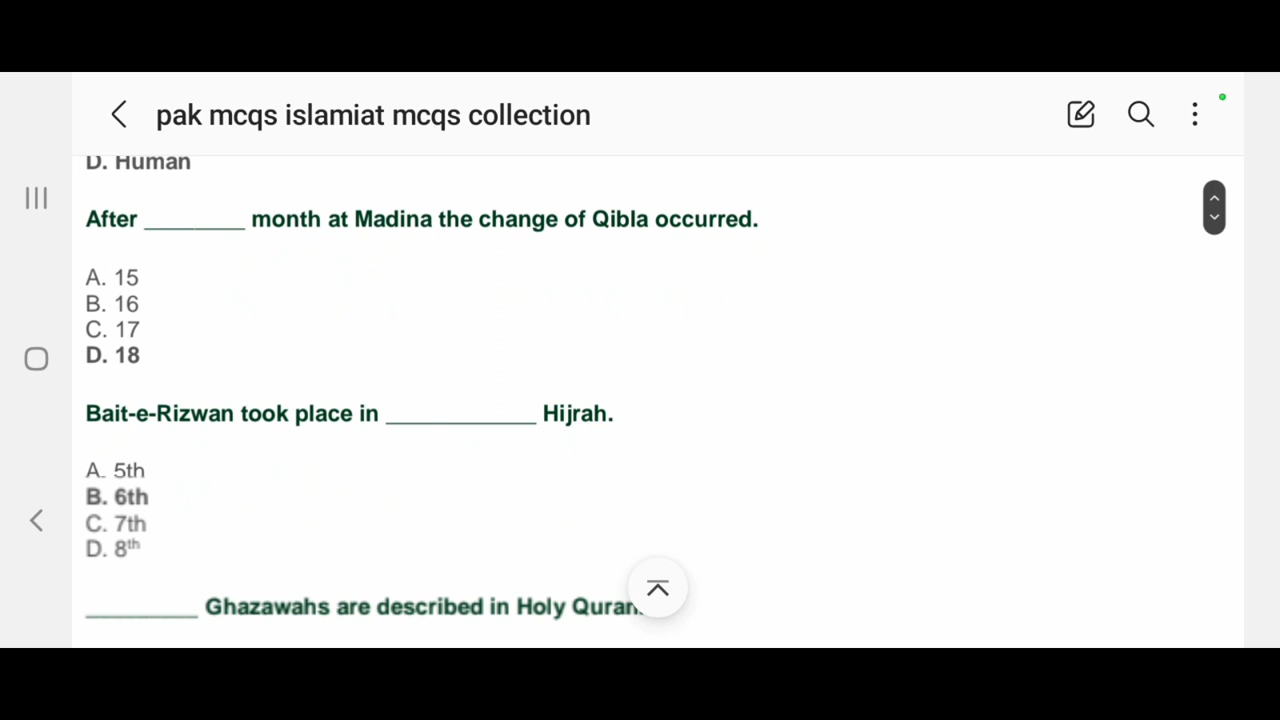 pak mcqs islamiat mcqs collection
D. Human
After ________ month at Madina the change of Qibla occurred.
A. 15
B. 16
C. 17
D. 18
Bait-e-Rizwan took place in ____________ Hijrah.
A. 5th
B. 6th
C. 7th
D. 8th
_________ Ghazawahs are described in Holy Quran.